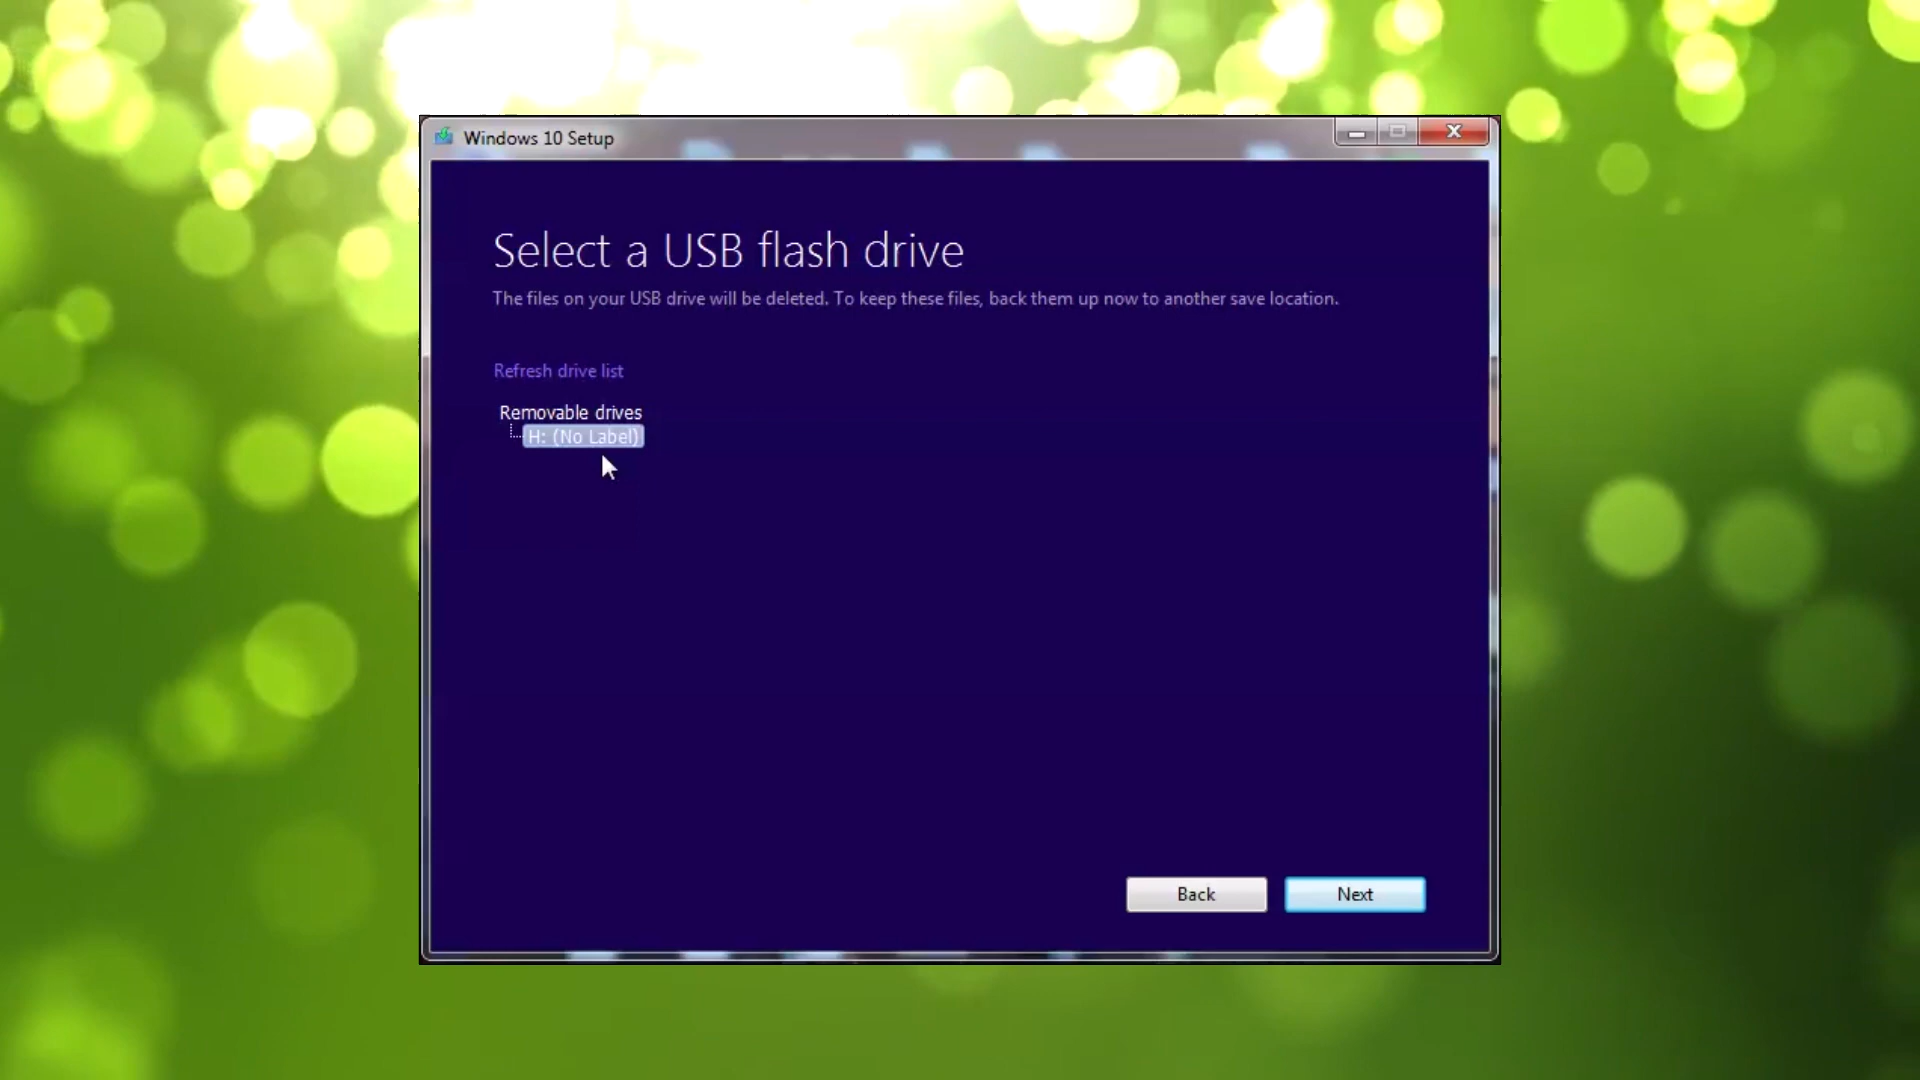 Windows 10 Setup
Select a USB flash drive
The files on your USB drive will be deleted. To keep these files, back them up now to another save location.
Refresh drive list
Removable drives
H: (No Label)
Back
Next